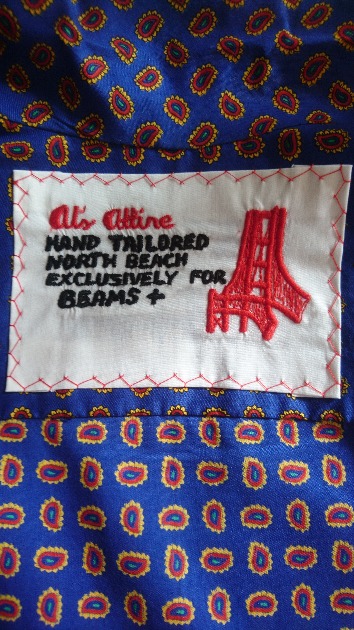 Al's Attire
HAND TAILORED
NORTH BEACH
EXCLUSIVELY FOR
BEAMS +